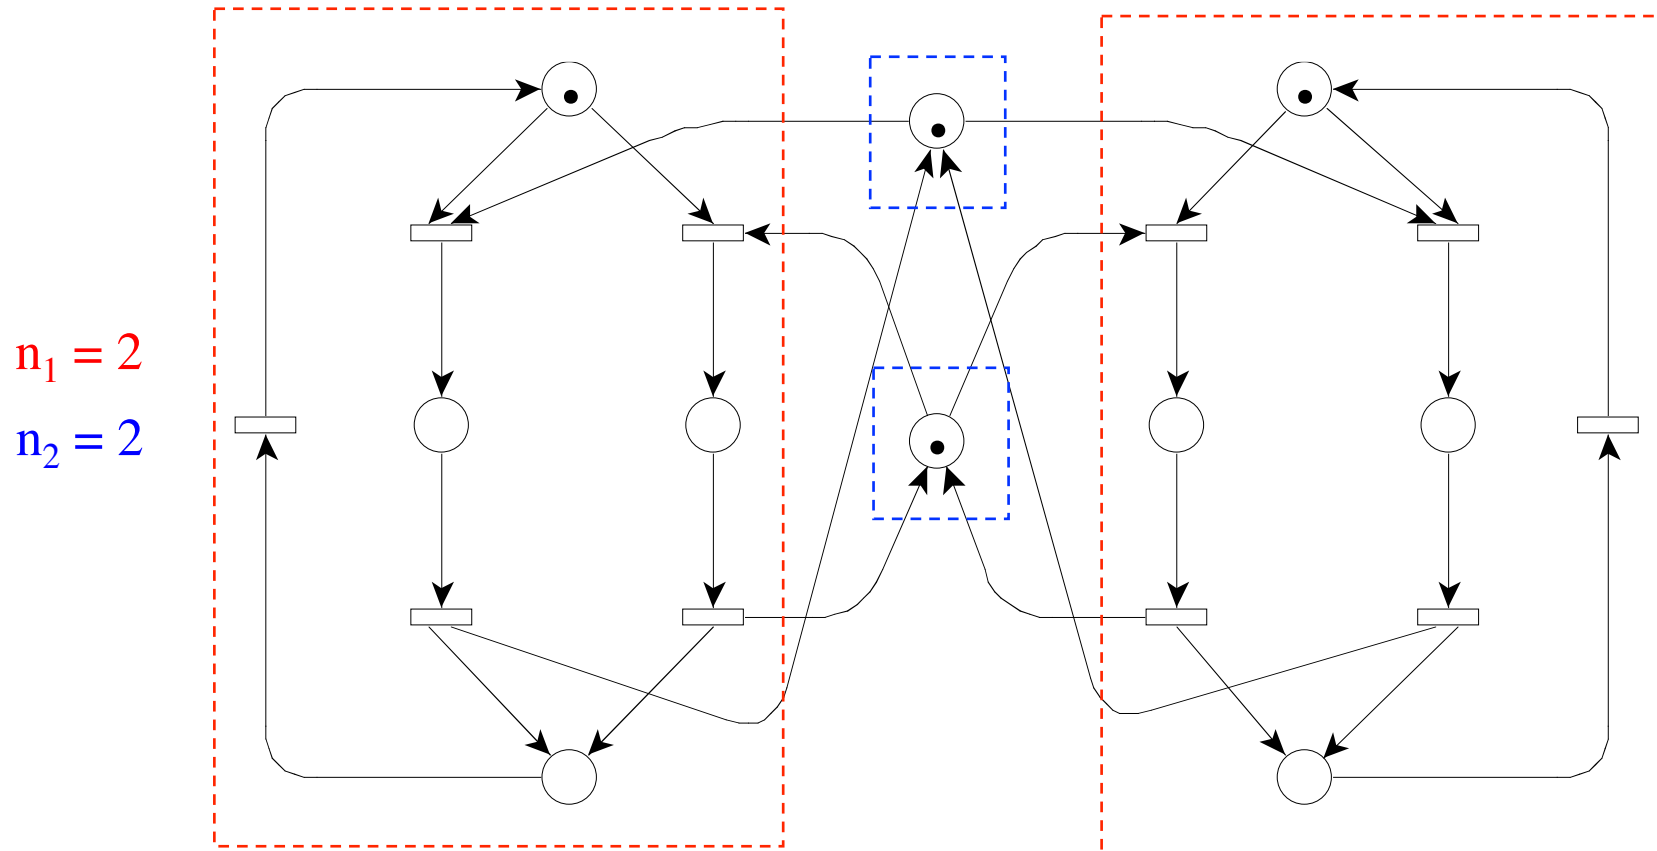 n₁ = 2
n₂ = 2